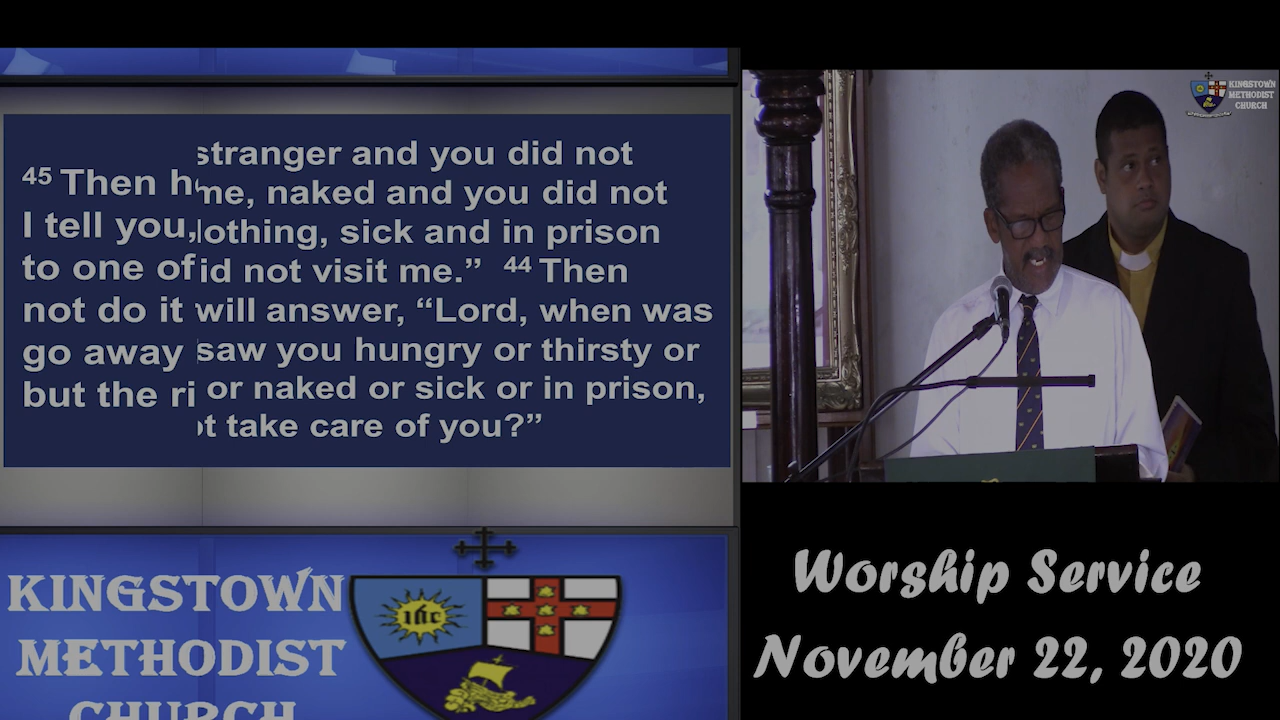 45 Then h
I tell you,
to one of
not do it
go away
but the ri
stranger and you did not
me, naked and you did not
lothing, sick and in prison
id not visit me.” 44 Then
will answer, “Lord, when was
saw you hungry or thirsty or
or naked or sick or in prison,
t take care of you?”
KINGSTOWN
METHODIST
CHURCH
ihc
KINGSTOWN
METHODIST
CHURCH
Worship Service
November 22, 2020